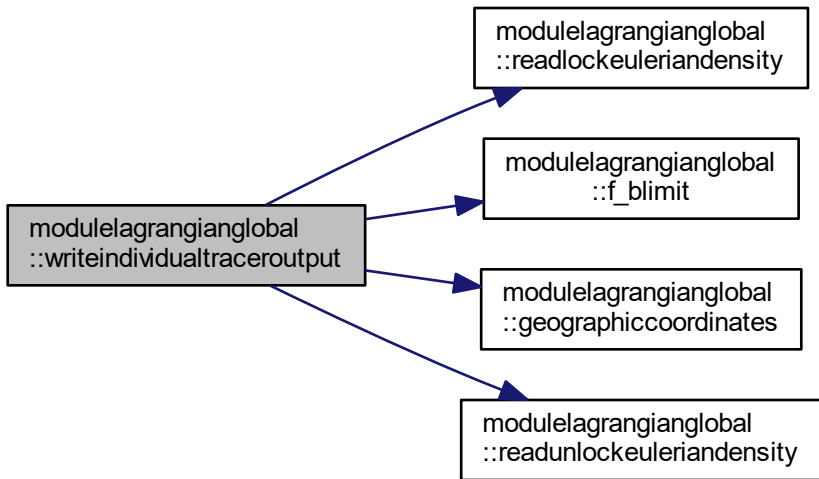 modulelagrangianglobal
::readlockeuleriandensity
modulelagrangianglobal
::f_blimit
modulelagrangianglobal
::writeindividualtraceroutput
modulelagrangianglobal
::geographiccoordinates
modulelagrangianglobal
::readunlockeuleriandensity